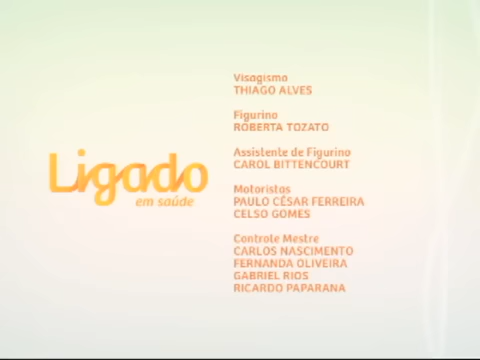 Ligado
em saúde
Visagismo
THIAGO ALVES
Figurino
ROBERTA TOZATO
Assistente de Figurino
CAROL BITTENCOURT
Motoristas
PAULO CÉSAR FERREIRA
CELSO GOMES
Controle Mestre
CARLOS NASCIMENTO
FERNANDA OLIVEIRA
GABRIEL RIOS
RICARDO PAPARANA